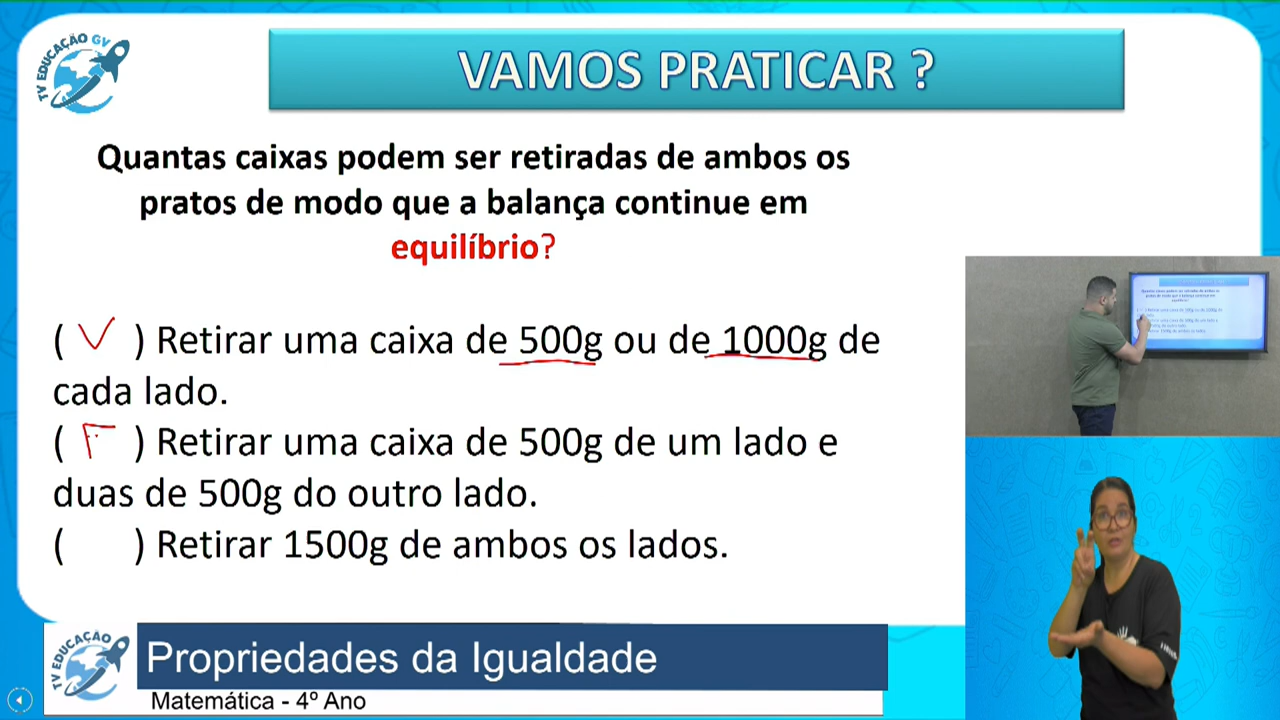 TV EDUCAÇÃO GV
VAMOS PRATICAR ?
Quantas caixas podem ser retiradas de ambos os
pratos de modo que a balança continue em
equilíbrio?
( V ) Retirar uma caixa de 500g ou de 1000g de
cada lado.
( F ) Retirar uma caixa de 500g de um lado e
duas de 500g do outro lado.
( ) Retirar 1500g de ambos os lados.
TV EDUCAÇÃO GV
Propriedades da Igualdade
Matemática - 4º Ano